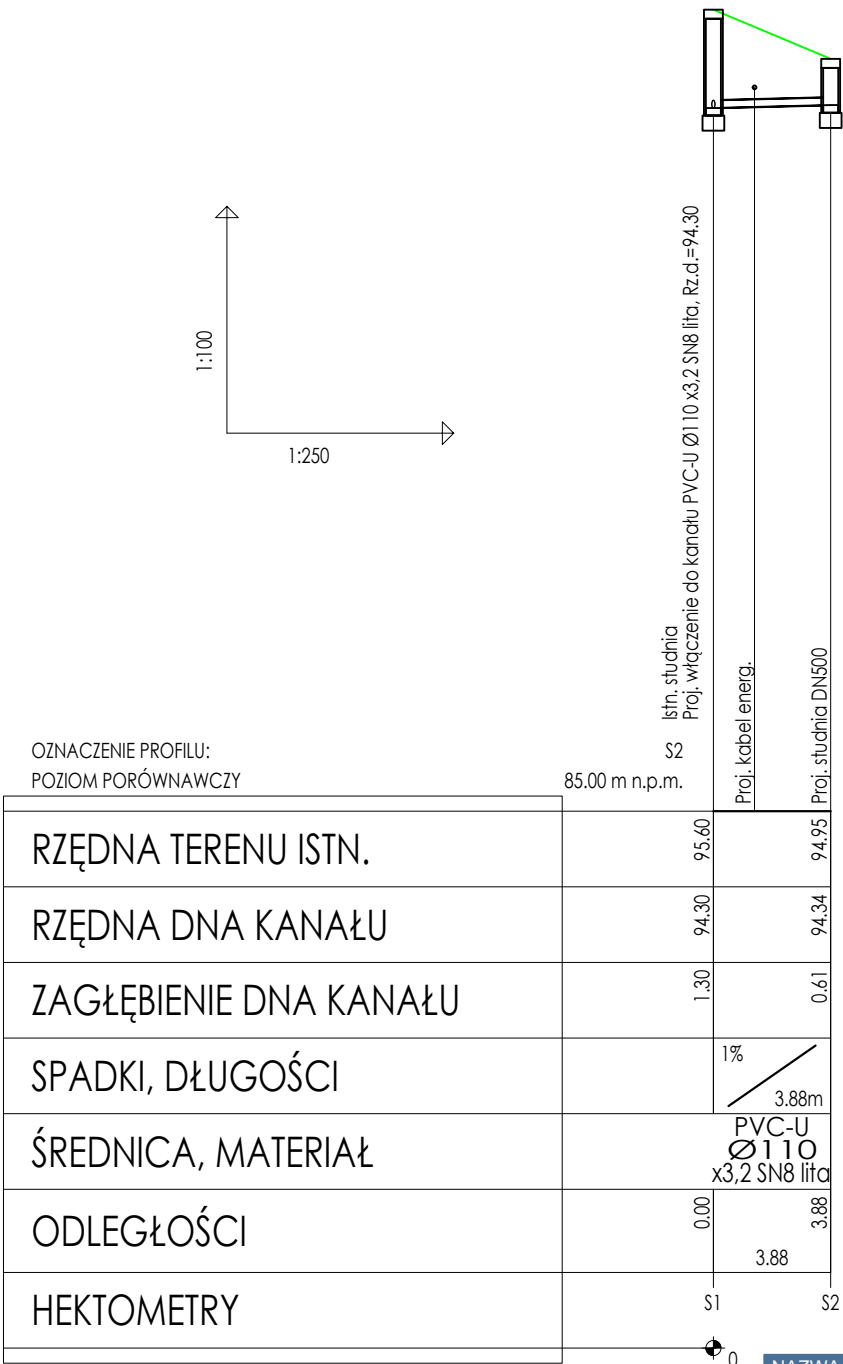 1:100
1:250
Istn. studnia
Proj. włączenie do kanału PVC-U Ø110 x3,2 SN8 lita, Rz.d.=94.30
Proj. kabel energ.
Proj. studnia DN500
OZNACZENIE PROFILU: S2
POZIOM PORÓWNAWCZY 85.00 m n.p.m.
RZĘDNA TERENU ISTN. 95.60 94.95
RZĘDNA DNA KANAŁU 94.30 94.34
ZAGŁĘBIENIE DNA KANAŁU 1.30 0.61
SPADKI, DŁUGOŚCI 1% 3.88m
ŚREDNICA, MATERIAŁ PVC-U
Ø110
x3,2 SN8 lita
ODLEGŁOŚCI 0.00 3.88
3.88
HEKTOMETRY S1 S2
0
NAZWA